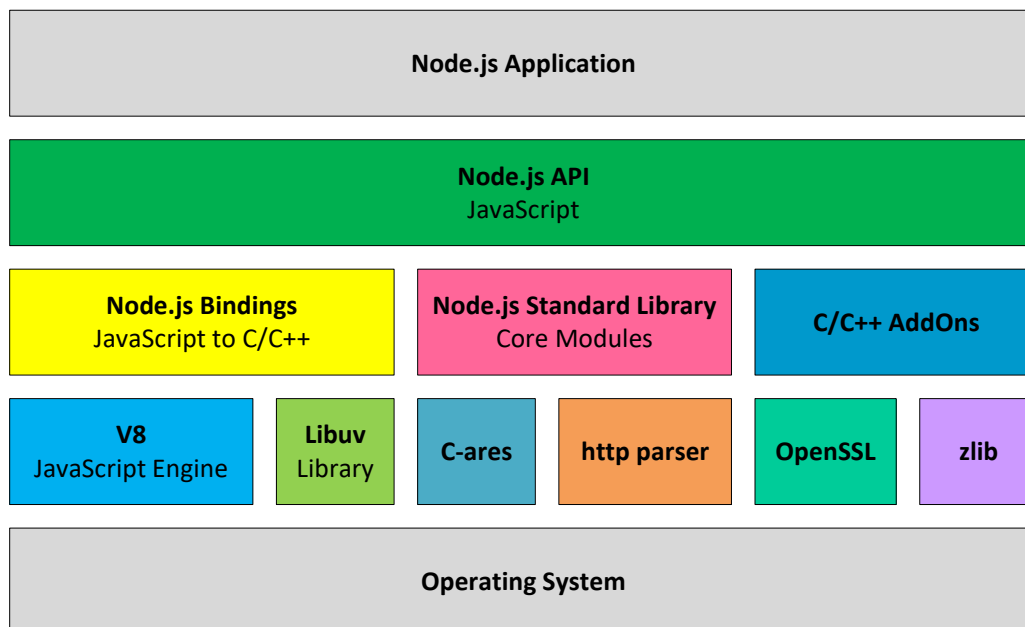 Node.js Application
Node.js API
JavaScript
Node.js Bindings
JavaScript to C/C++
Node.js Standard Library
Core Modules
C/C++ AddOns
V8
JavaScript Engine
Libuv
Library
C-ares
http parser
OpenSSL
zlib
Operating System